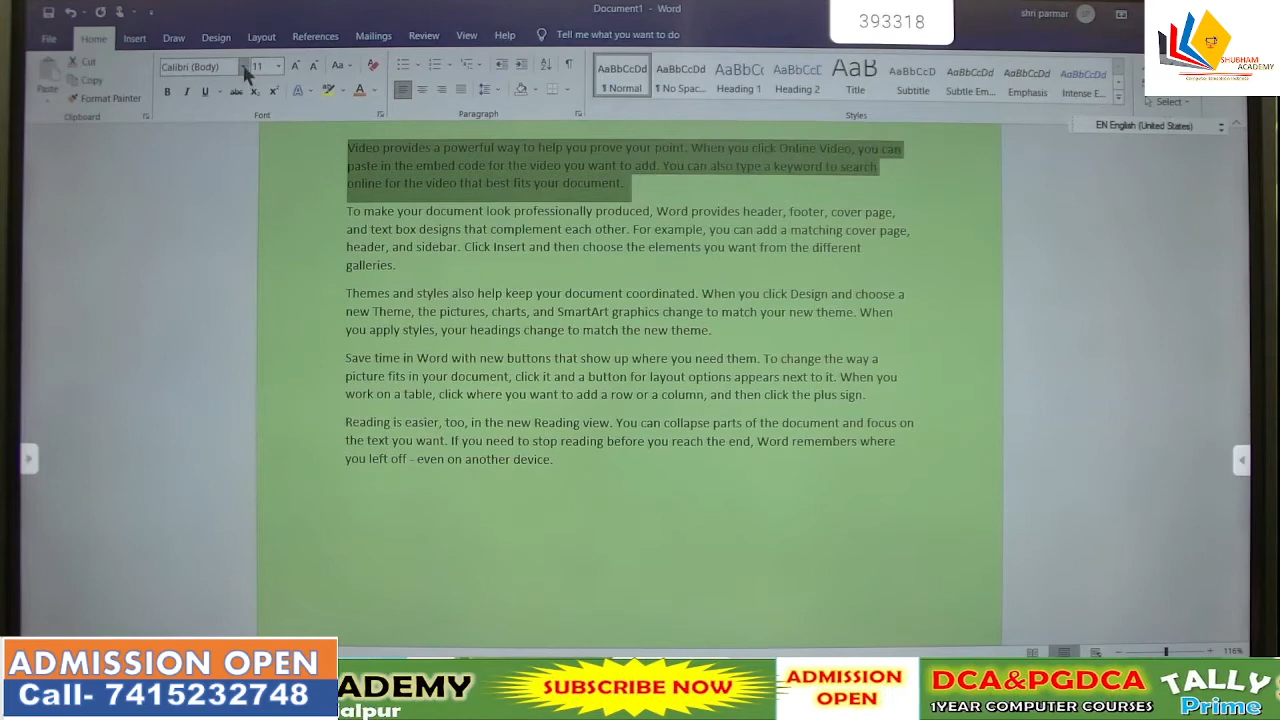 Document1 - Word
shri parmar
SP
393318
SHUBHAM
ACADEMY
File Home Insert Draw Design Layout References Mailings Review View Help Tell me what you want to do
Cut
Copy
Format Painter
Paste
Clipboard
Calibri (Body) 11
B I U abc X₂ X²
Font
Paragraph
AaBbCcDd AaBbCcDd AaBbCc AaBbCcC AaB AaBbCcD AaBbCcDd AaBbCcDd AaBbCcDd
¶ Normal ¶ No Spac... Heading 1 Heading 2 Title Subtitle Subtle Em... Emphasis Intense E...
Styles
Select
EN English (United States)
Video provides a powerful way to help you prove your point. When you click Online Video, you can
paste in the embed code for the video you want to add. You can also type a keyword to search
online for the video that best fits your document.
To make your document look professionally produced, Word provides header, footer, cover page,
and text box designs that complement each other. For example, you can add a matching cover page,
header, and sidebar. Click Insert and then choose the elements you want from the different
galleries.
Themes and styles also help keep your document coordinated. When you click Design and choose a
new Theme, the pictures, charts, and SmartArt graphics change to match your new theme. When
you apply styles, your headings change to match the new theme.
Save time in Word with new buttons that show up where you need them. To change the way a
picture fits in your document, click it and a button for layout options appears next to it. When you
work on a table, click where you want to add a row or a column, and then click the plus sign.
Reading is easier, too, in the new Reading view. You can collapse parts of the document and focus on
the text you want. If you need to stop reading before you reach the end, Word remembers where
you left off - even on another device.
116%
ADMISSION OPEN
Call- 7415232748
ADEMY
alpur
SUBSCRIBE NOW
ADMISSION
OPEN
DCA&PGDCA
1YEAR COMPUTER COURSES
TALLY
Prime